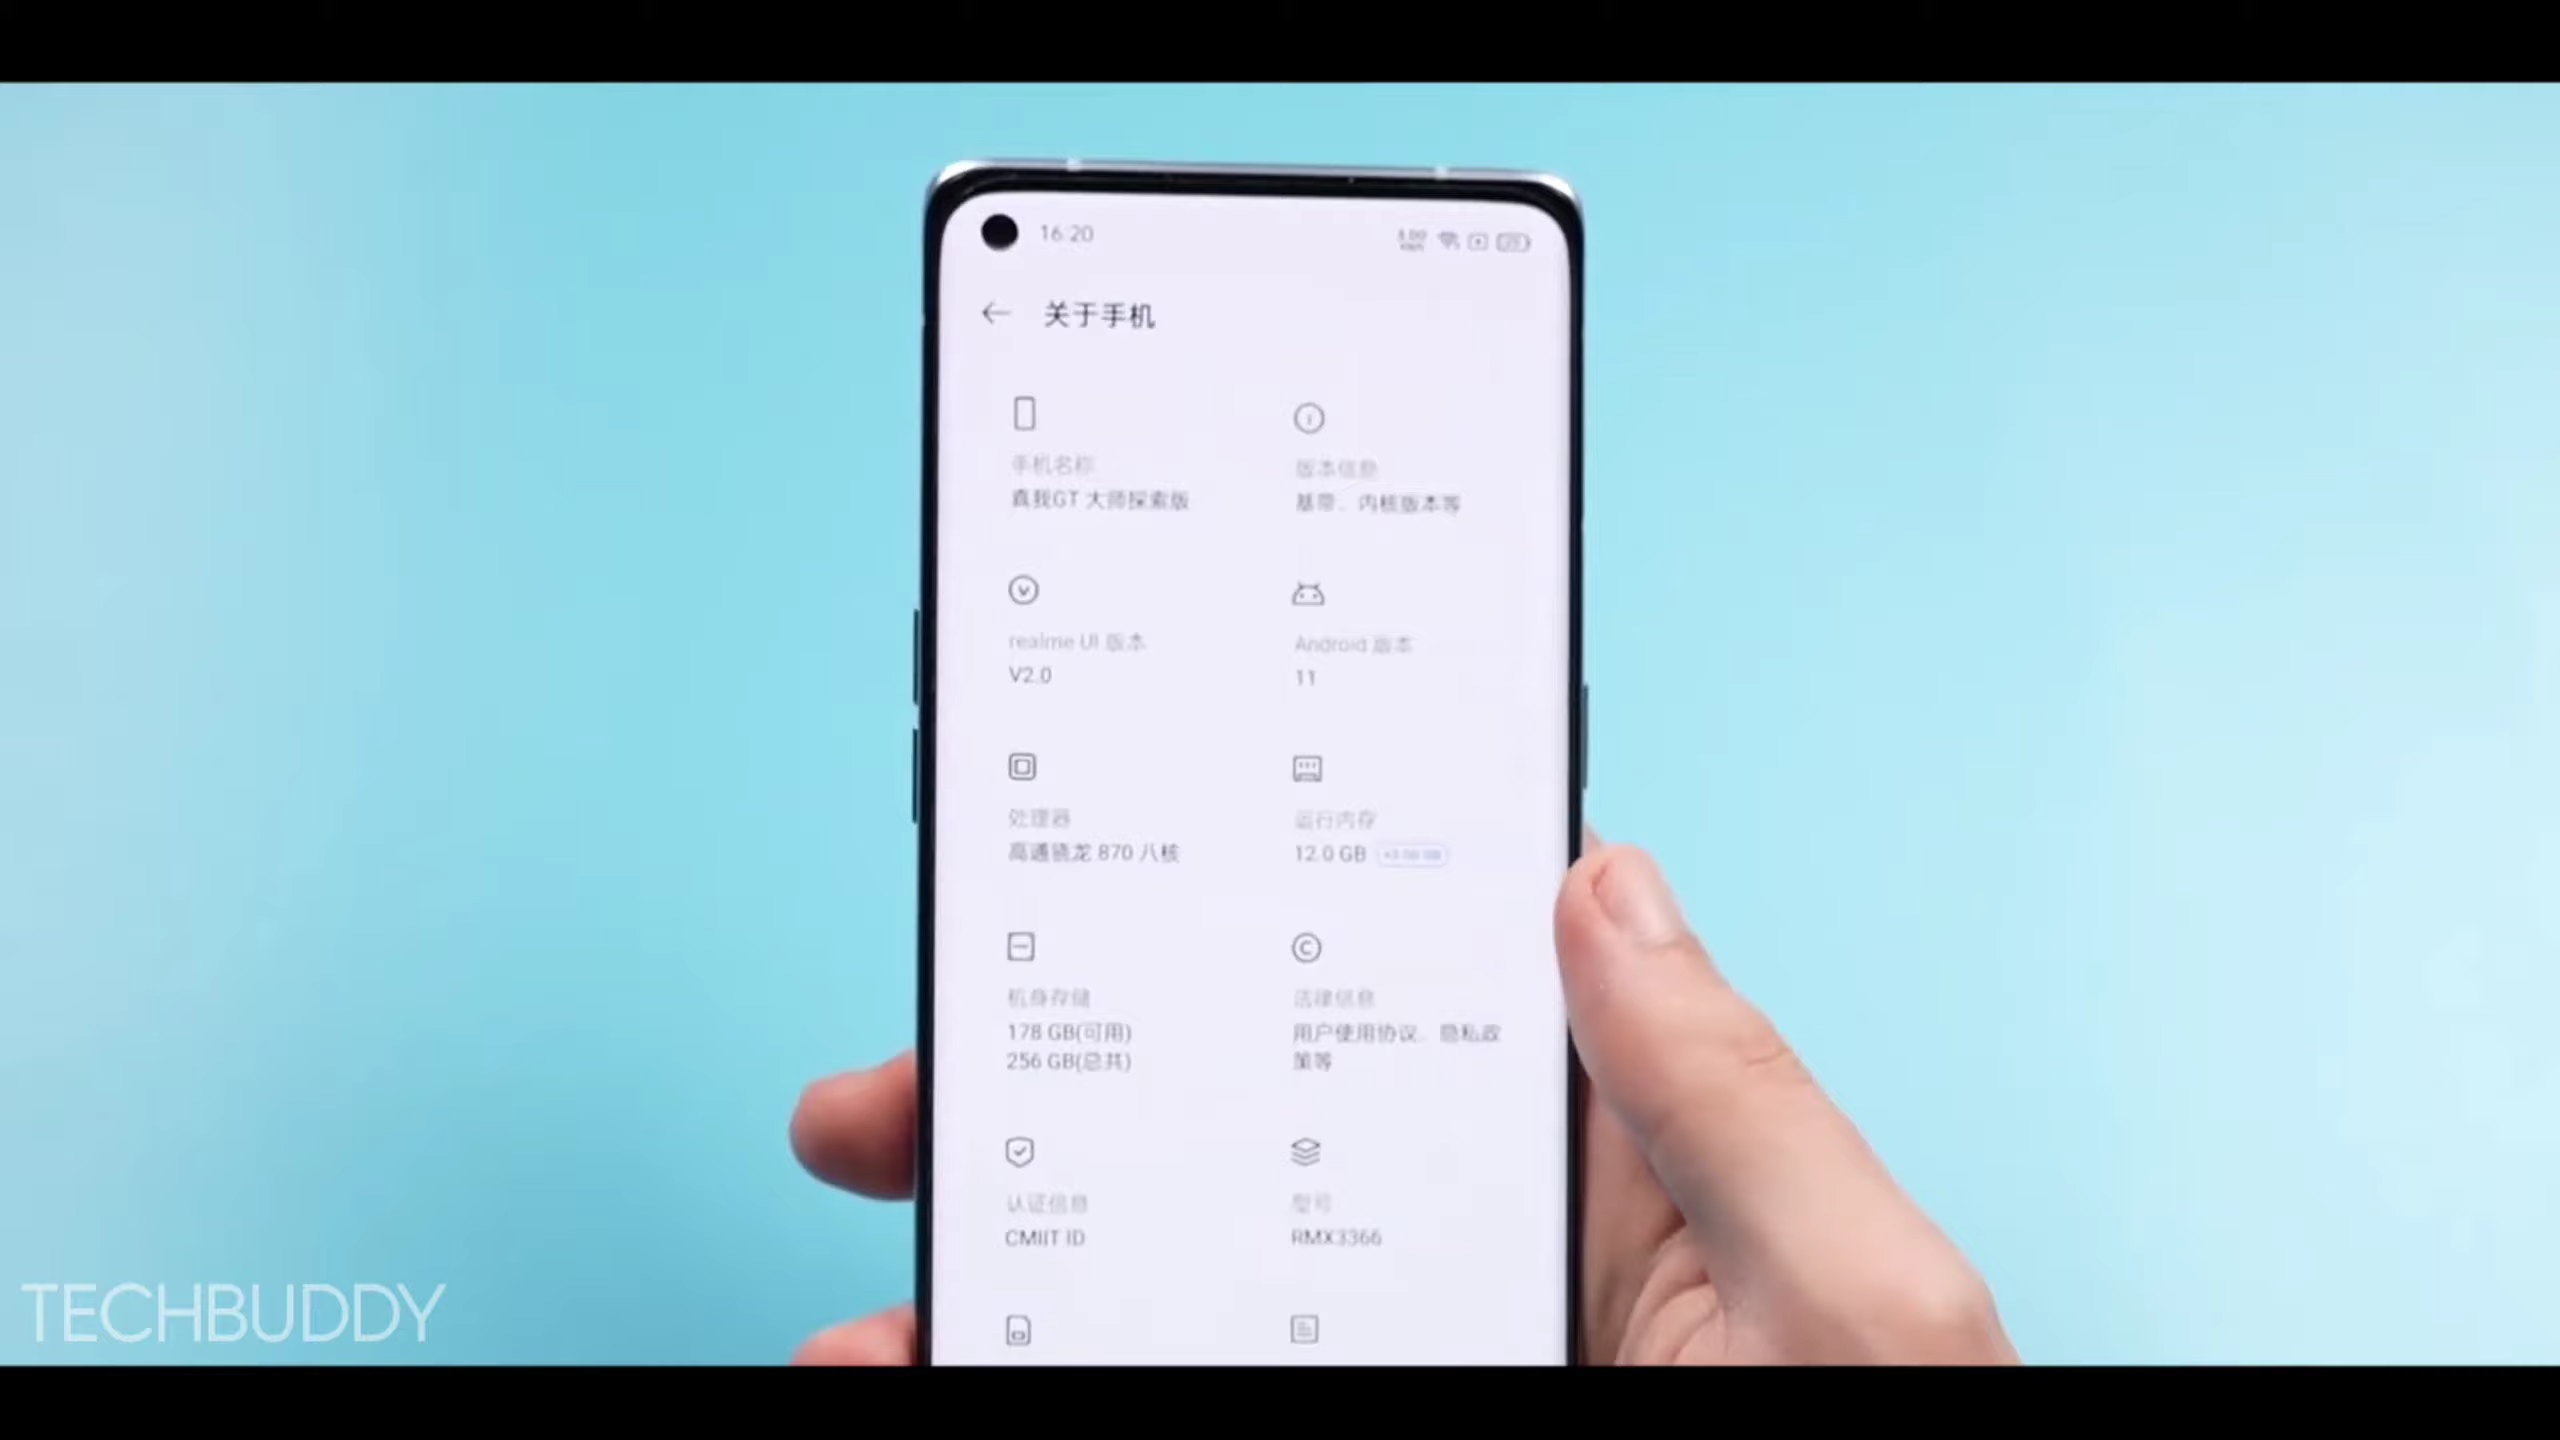 16:20
关于手机
手机名称
真我GT 大师探索版
版本信息
基带、内核版本等
realme UI 版本
V2.0
Android 版本
11
处理器
高通骁龙 870 八核
运行内存
12.0 GB
机身存储
178 GB(可用)
256 GB(总共)
法律信息
用户使用协议、隐私政
策等
认证信息
CMIIT ID
型号
RMX3366
TECHBUDDY